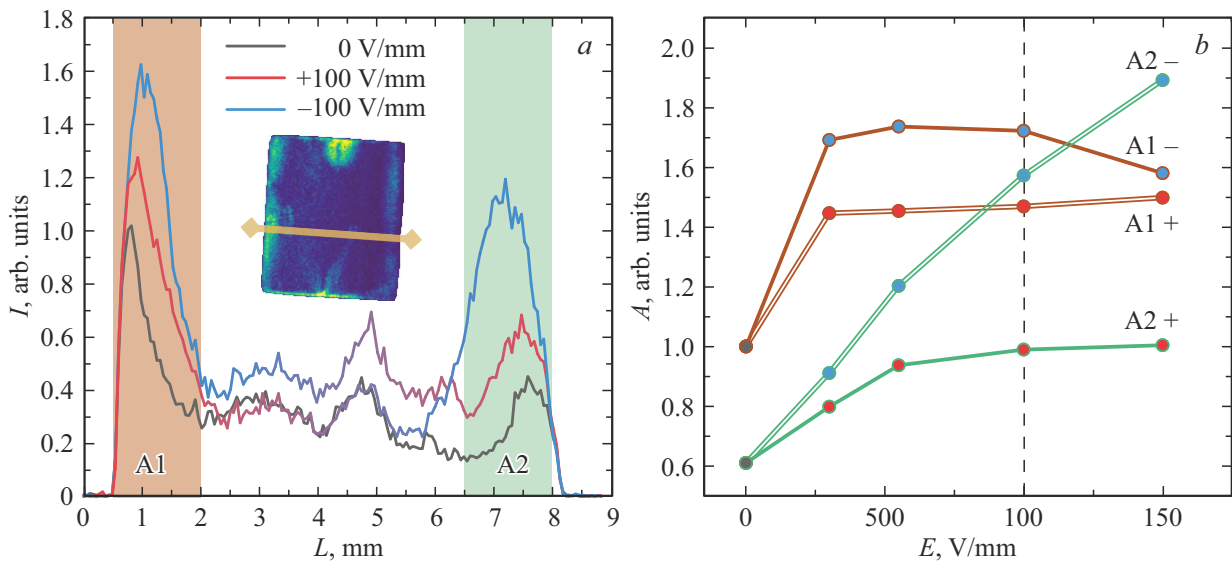 1.8
1.6
1.4
1.2
1.0
0.8
0.6
0.4
0.2
0
I, arb. units
0 1 2 3 4 5 6 7 8 9
L, mm
a
0 V/mm
+100 V/mm
–100 V/mm
A1
A2
2.0
1.8
1.6
1.4
1.2
1.0
0.8
0.6
A, arb. units
0 500 100 150
E, V/mm
b
A2 –
A1 –
A1 +
A2 +